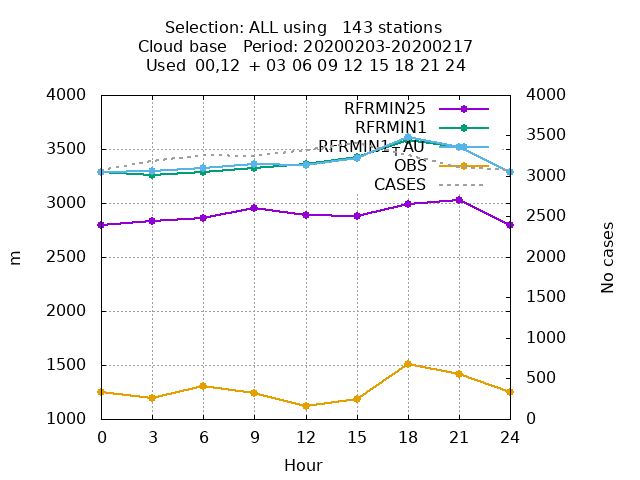 Selection: ALL using   143 stations
Cloud base   Period: 20200203-20200217
Used  00,12  + 03 06 09 12 15 18 21 24
RFRMIN25
RFRMIN1
RFRMIN1+AU
OBS
CASES
4000
3500
3000
2500
2000
1500
1000
m
4000
3500
3000
2500
2000
1500
1000
500
0
No cases
0 3 6 9 12 15 18 21 24
Hour